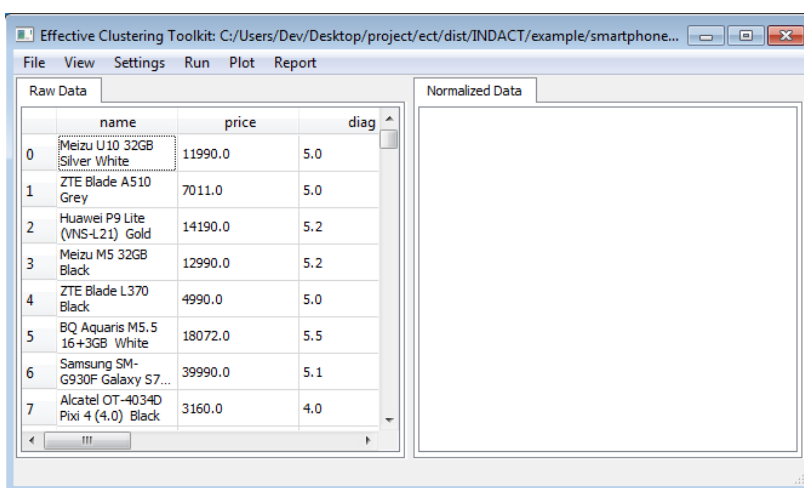 Effective Clustering Toolkit: C:/Users/Dev/Desktop/project/ect/dist/INDACT/example/smartphone...
File View Settings Run Plot Report
Raw Data
Normalized Data
name price diag
0 Meizu U10 32GB
Silver White 11990.0 5.0
1 ZTE Blade A510
Grey 7011.0 5.0
2 Huawei P9 Lite
(VNS-L21) Gold 14190.0 5.2
3 Meizu M5 32GB
Black 12990.0 5.2
4 ZTE Blade L370
Black 4990.0 5.0
5 BQ Aquaris M5.5
16+3GB White 18072.0 5.5
6 Samsung SM-
G930F Galaxy S7... 39990.0 5.1
7 Alcatel OT-4034D
Pixi 4 (4.0) Black 3160.0 4.0